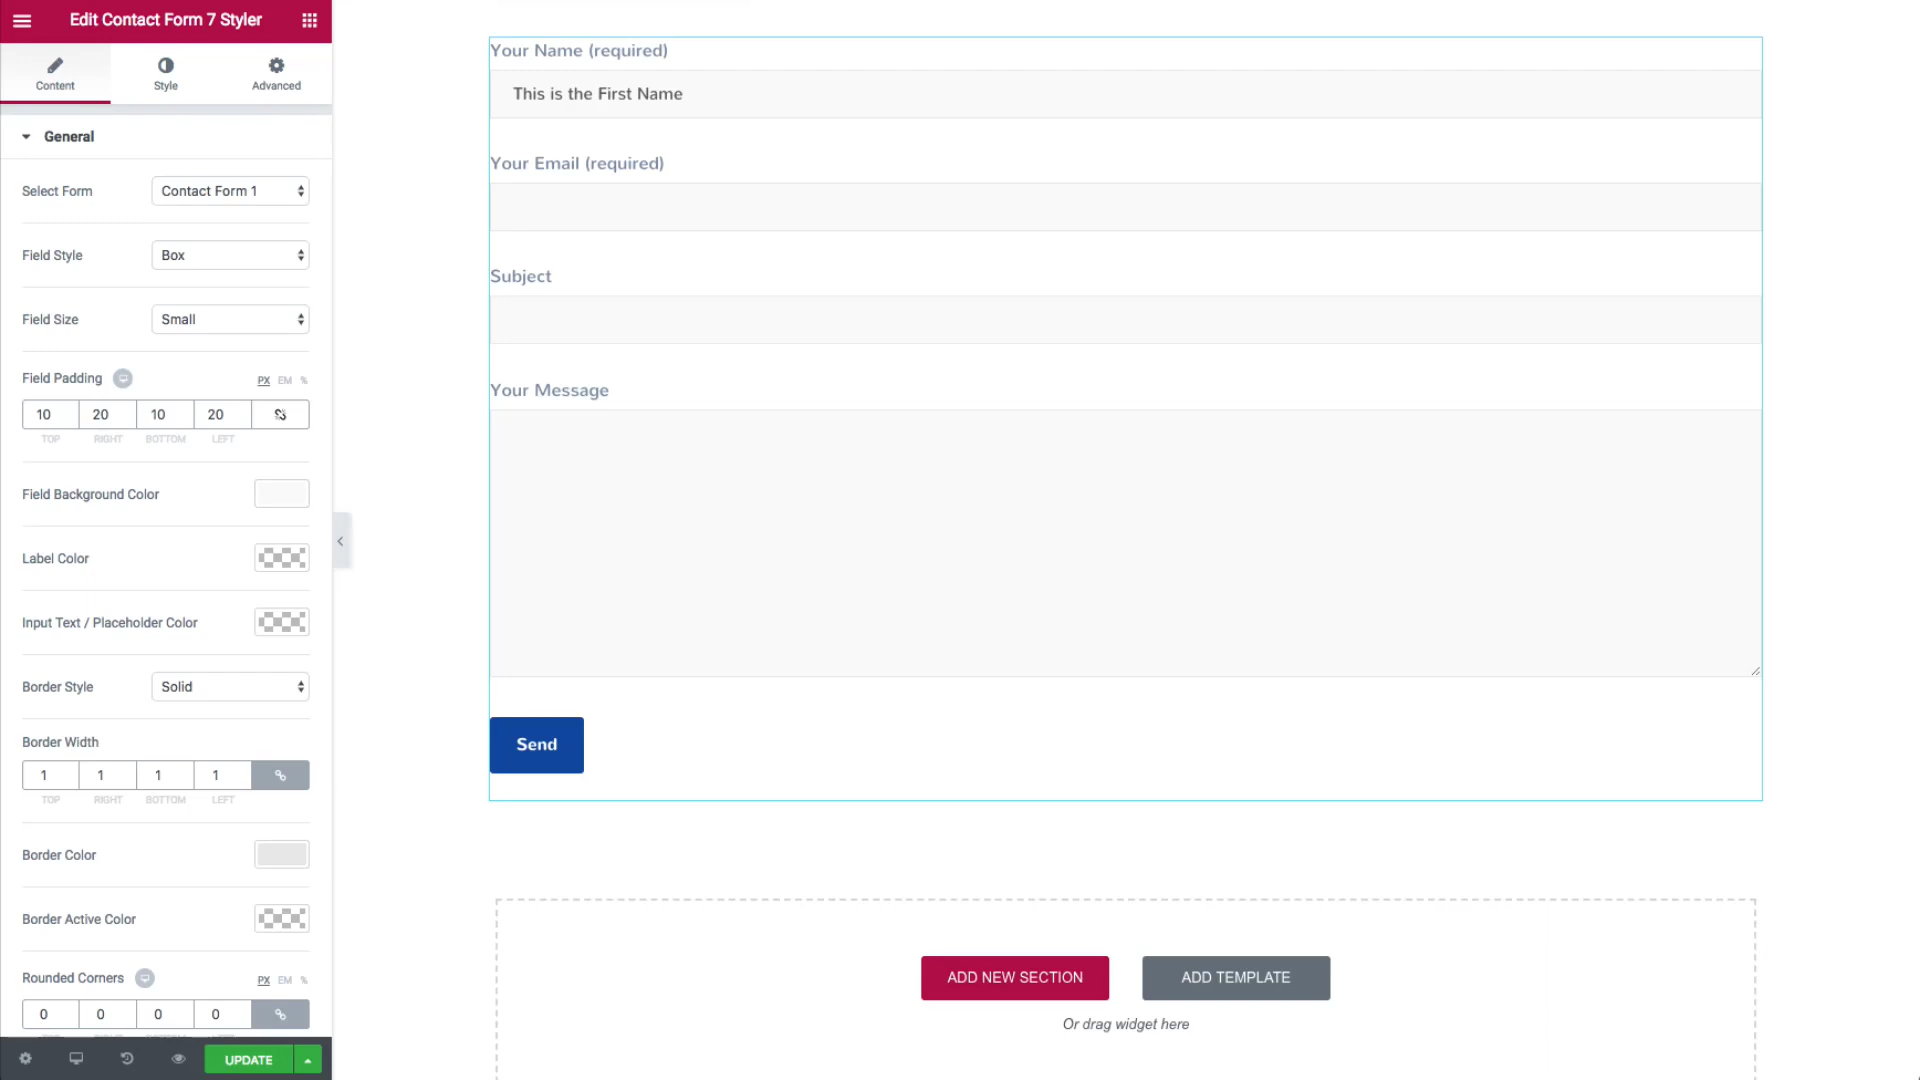 Edit Contact Form 7 Styler
Content
Style
Advanced
General
Select Form
Contact Form 1
Field Style
Box
Field Size
Small
Field Padding
PX EM %
10 20 10 20
TOP RIGHT BOTTOM LEFT
Field Background Color
Label Color
Input Text / Placeholder Color
Border Style
Solid
Border Width
1 1 1 1
TOP RIGHT BOTTOM LEFT
Border Color
Border Active Color
Rounded Corners
PX EM %
0 0 0 0
UPDATE
Your Name (required)
This is the First Name
Your Email (required)
Subject
Your Message
Send
ADD NEW SECTION
ADD TEMPLATE
Or drag widget here